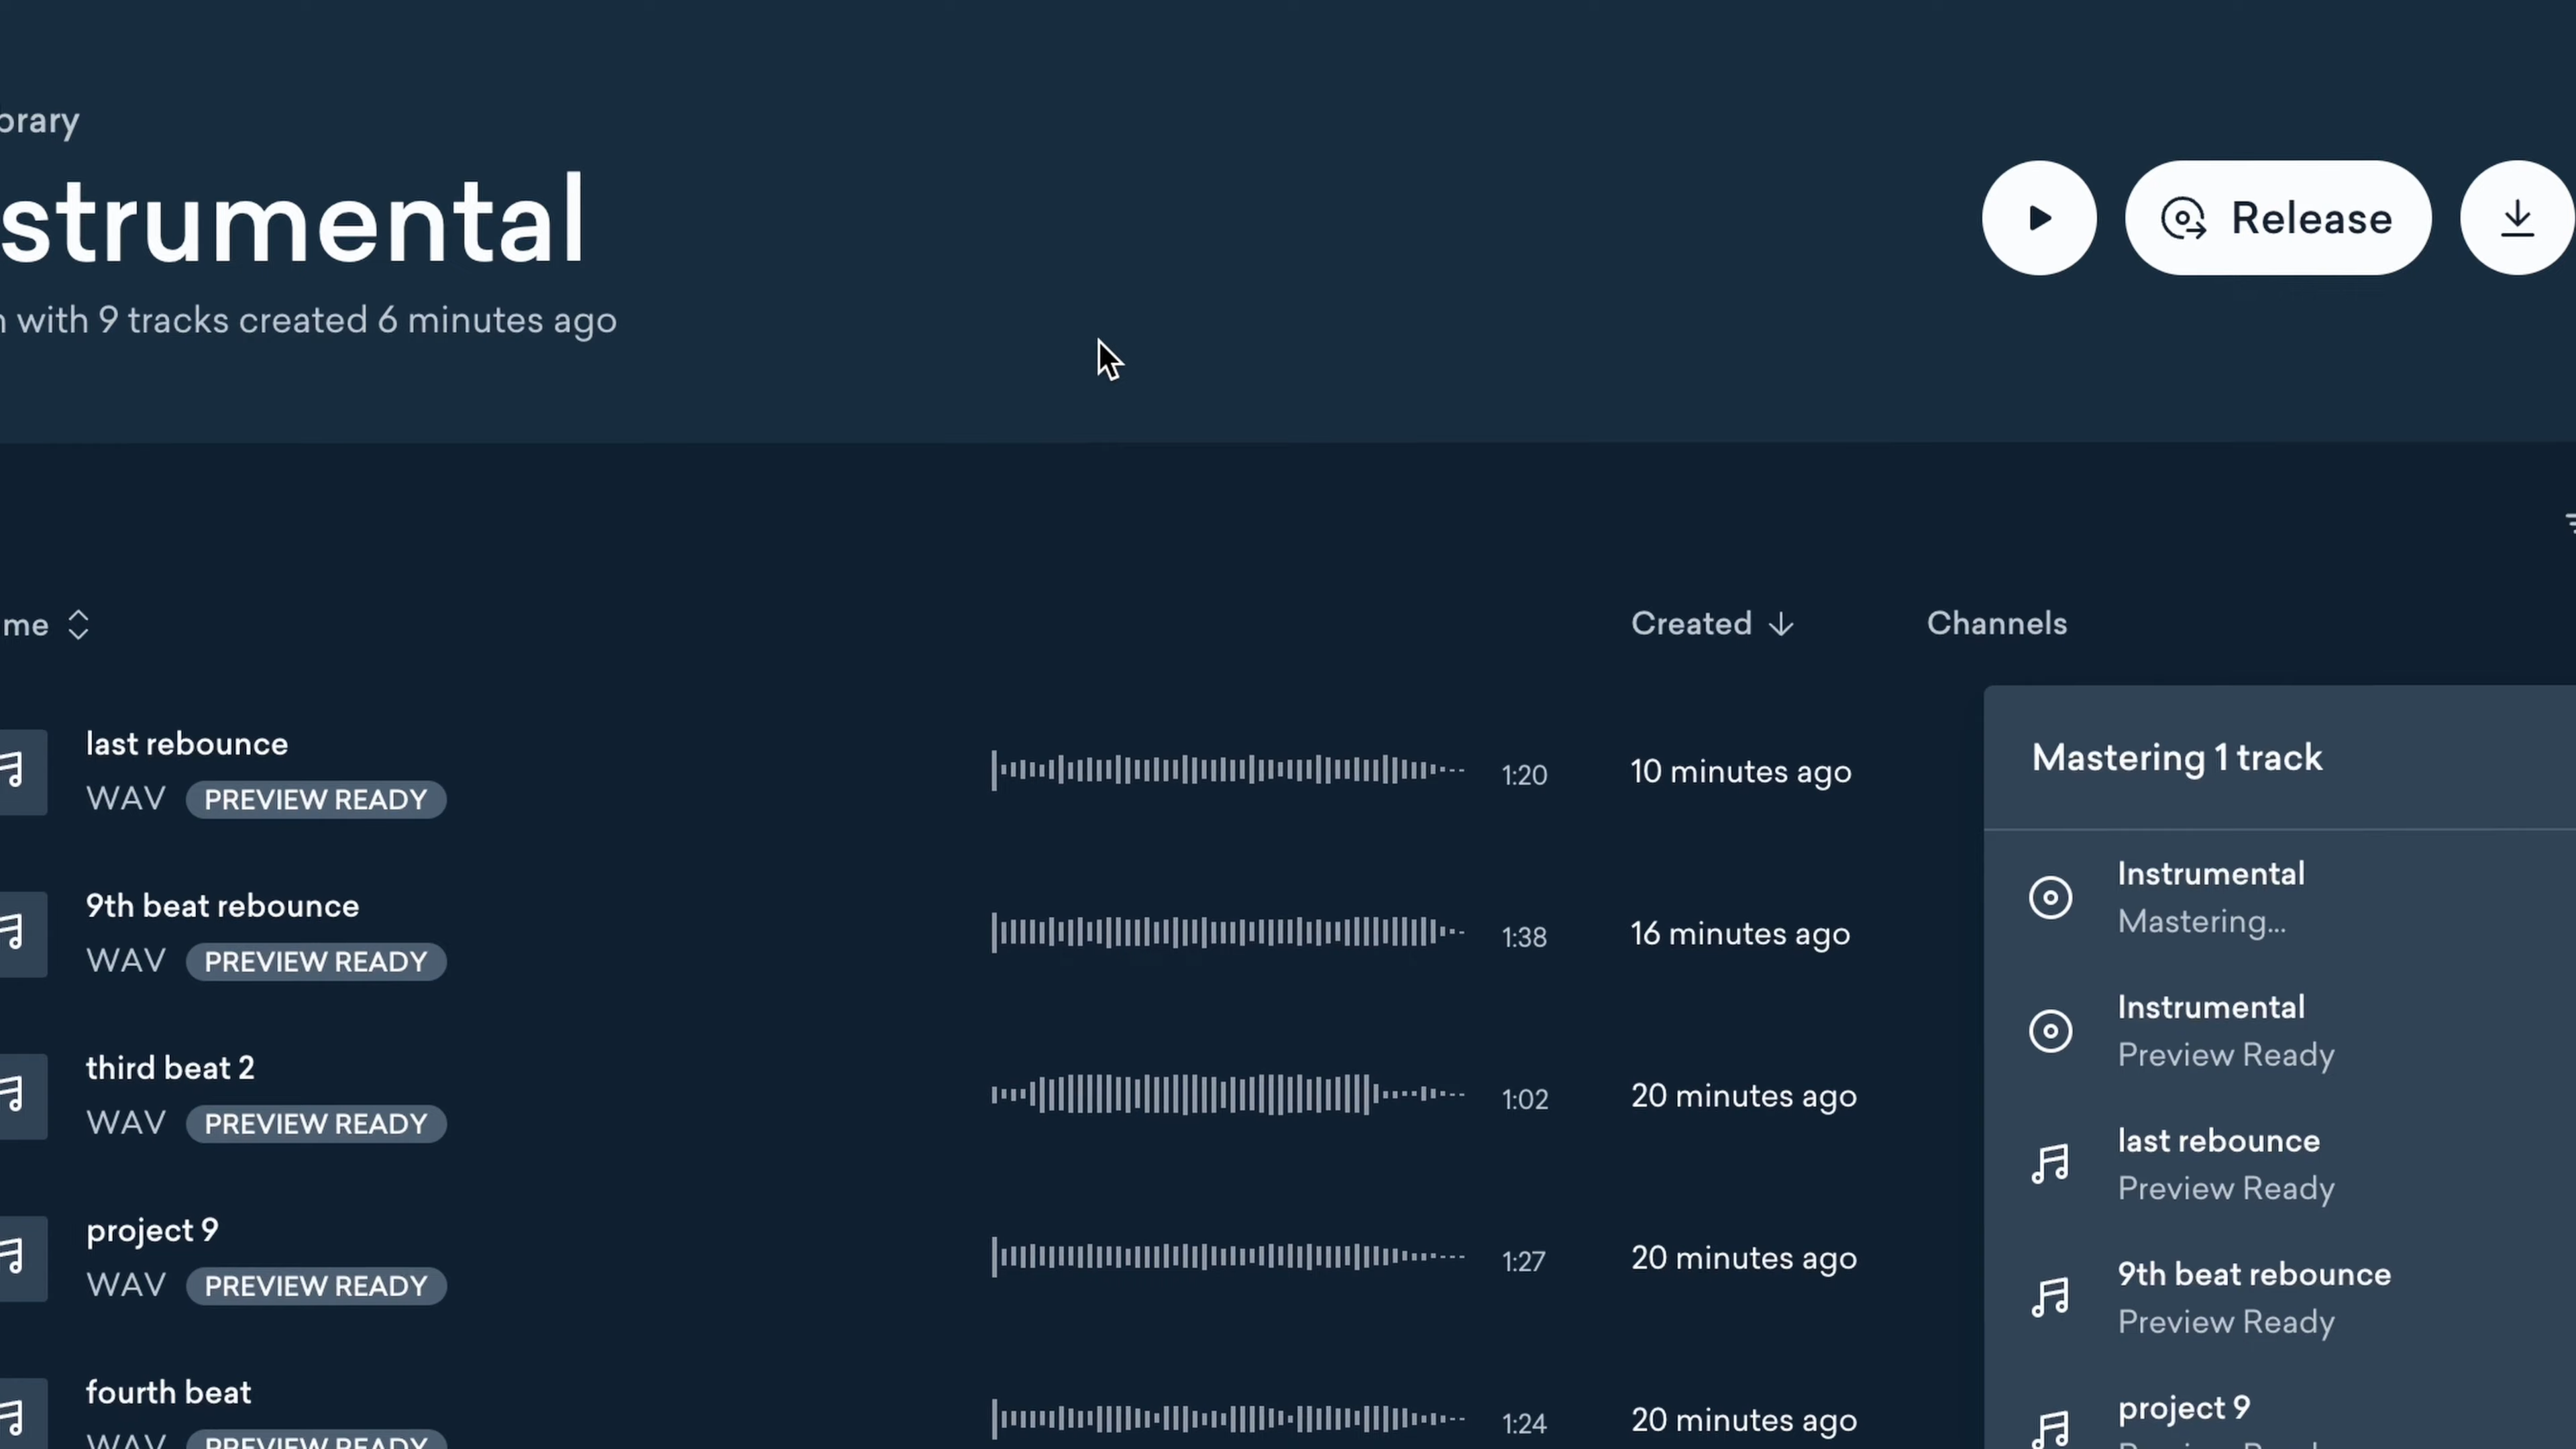 brary
strumental
with 9 tracks created 6 minutes ago
Release
me
Created
Channels
last rebounce
WAV PREVIEW READY
1:20
10 minutes ago
9th beat rebounce
WAV PREVIEW READY
1:38
16 minutes ago
third beat 2
WAV PREVIEW READY
1:02
20 minutes ago
project 9
WAV PREVIEW READY
1:27
20 minutes ago
fourth beat
WAV PREVIEW READY
1:24
20 minutes ago
Mastering 1 track
Instrumental
Mastering...
Instrumental
Preview Ready
last rebounce
Preview Ready
9th beat rebounce
Preview Ready
project 9